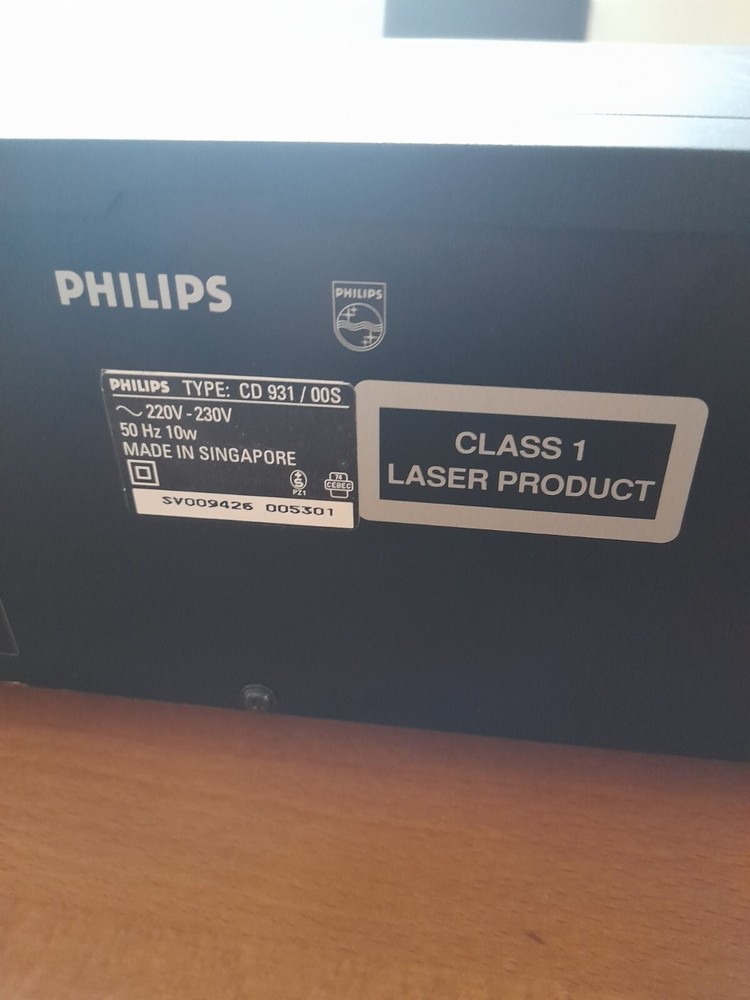 PHILIPS
PHILIPS
PHILIPS TYPE: CD 931 / 00S
~ 220V - 230V
50 Hz 10w
MADE IN SINGAPORE
PZ1
74
CEBEC
SV009426 005301
CLASS 1
LASER PRODUCT